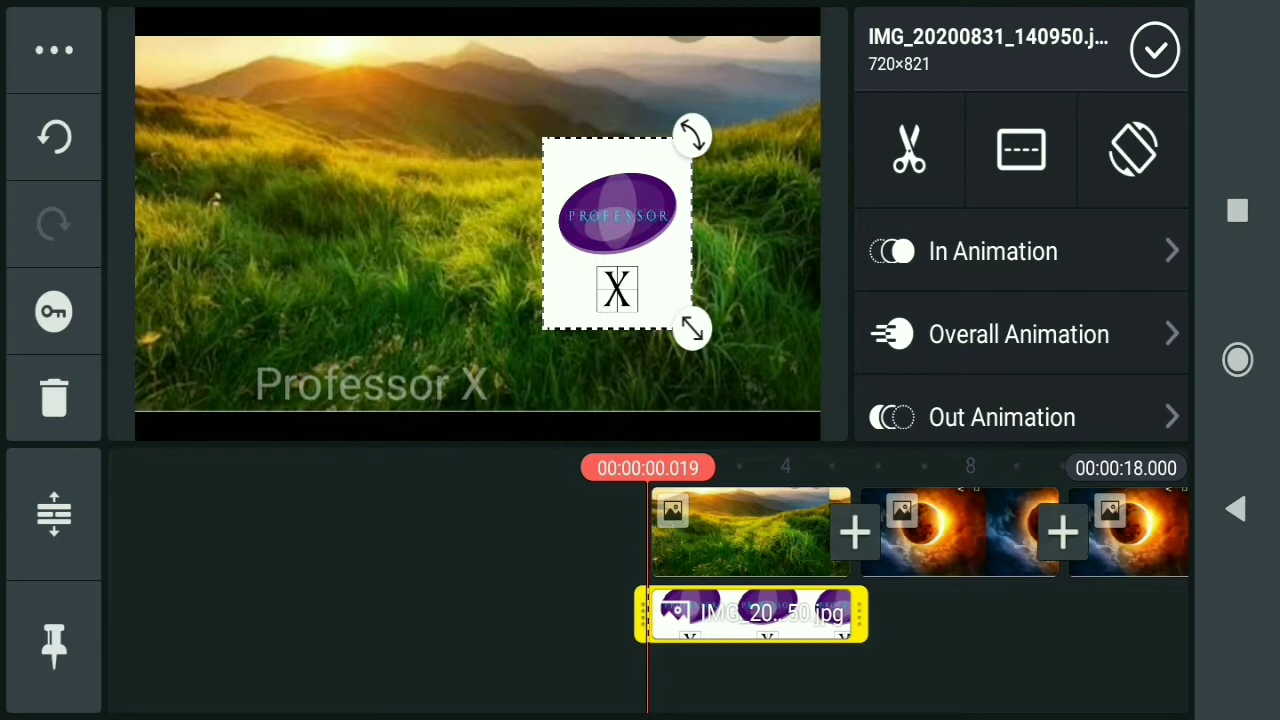 IMG_20200831_140950.j...
720×821
PROFESSOR
X
In Animation
Overall Animation
Professor X
Out Animation
00:00:00.019
4
8
00:00:18.000
IMG_20...50.jpg